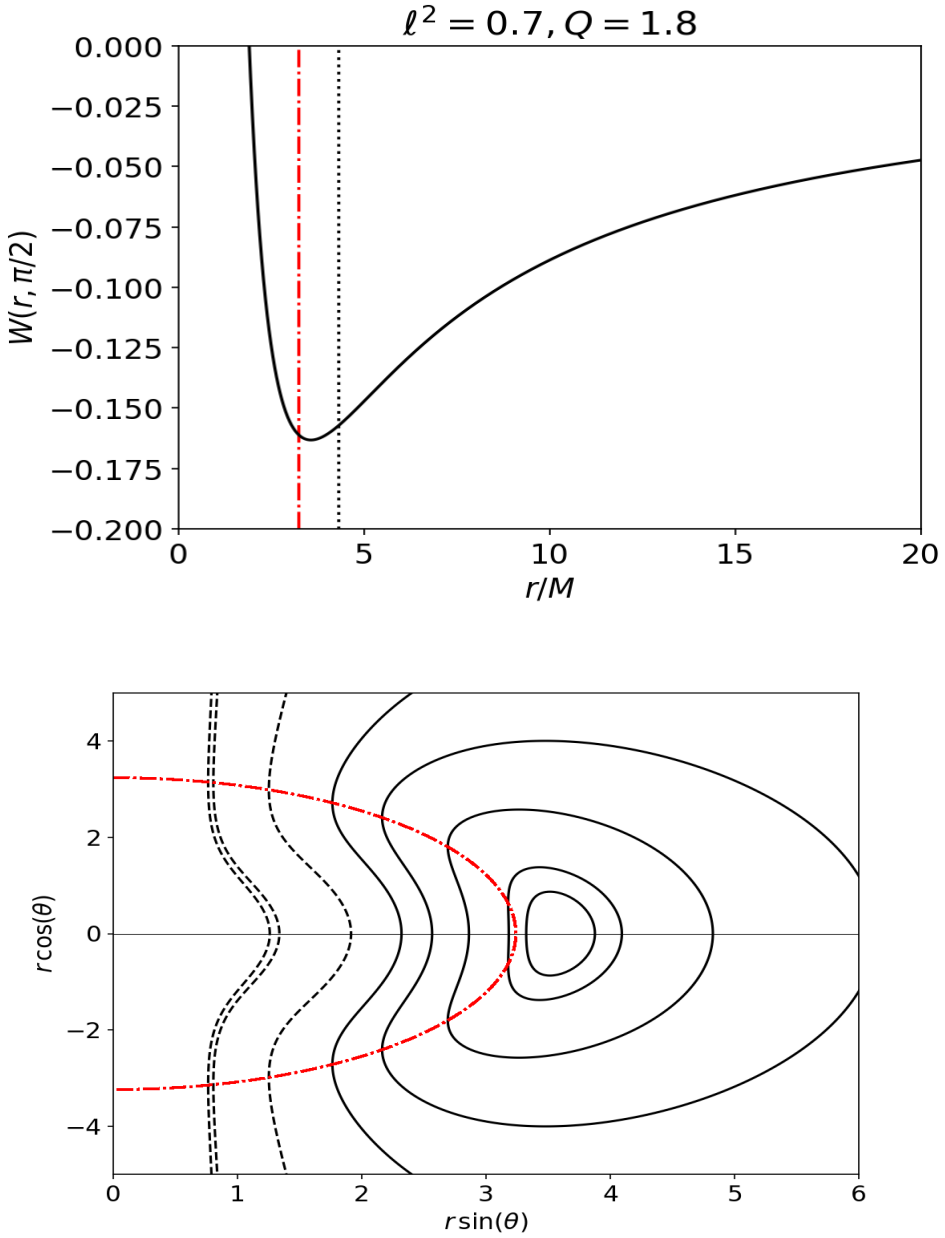 ℓ² = 0.7, Q = 1.8
0.000
−0.025
−0.050
−0.075
−0.100
−0.125
−0.150
−0.175
−0.200
W(r, π/2)
0 5 10 15 20
r/M
4
2
0
−2
−4
r cos(θ)
0 1 2 3 4 5 6
r sin(θ)